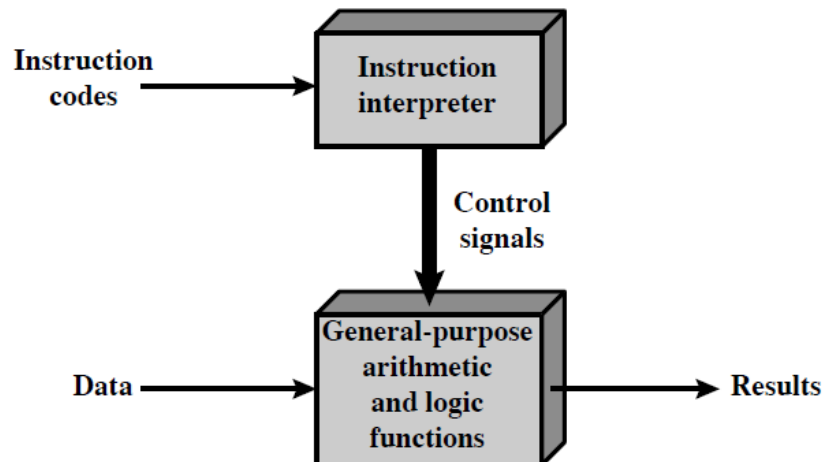 Instruction
codes
Instruction
interpreter
Control
signals
Data
General-purpose
arithmetic
and logic
functions
Results